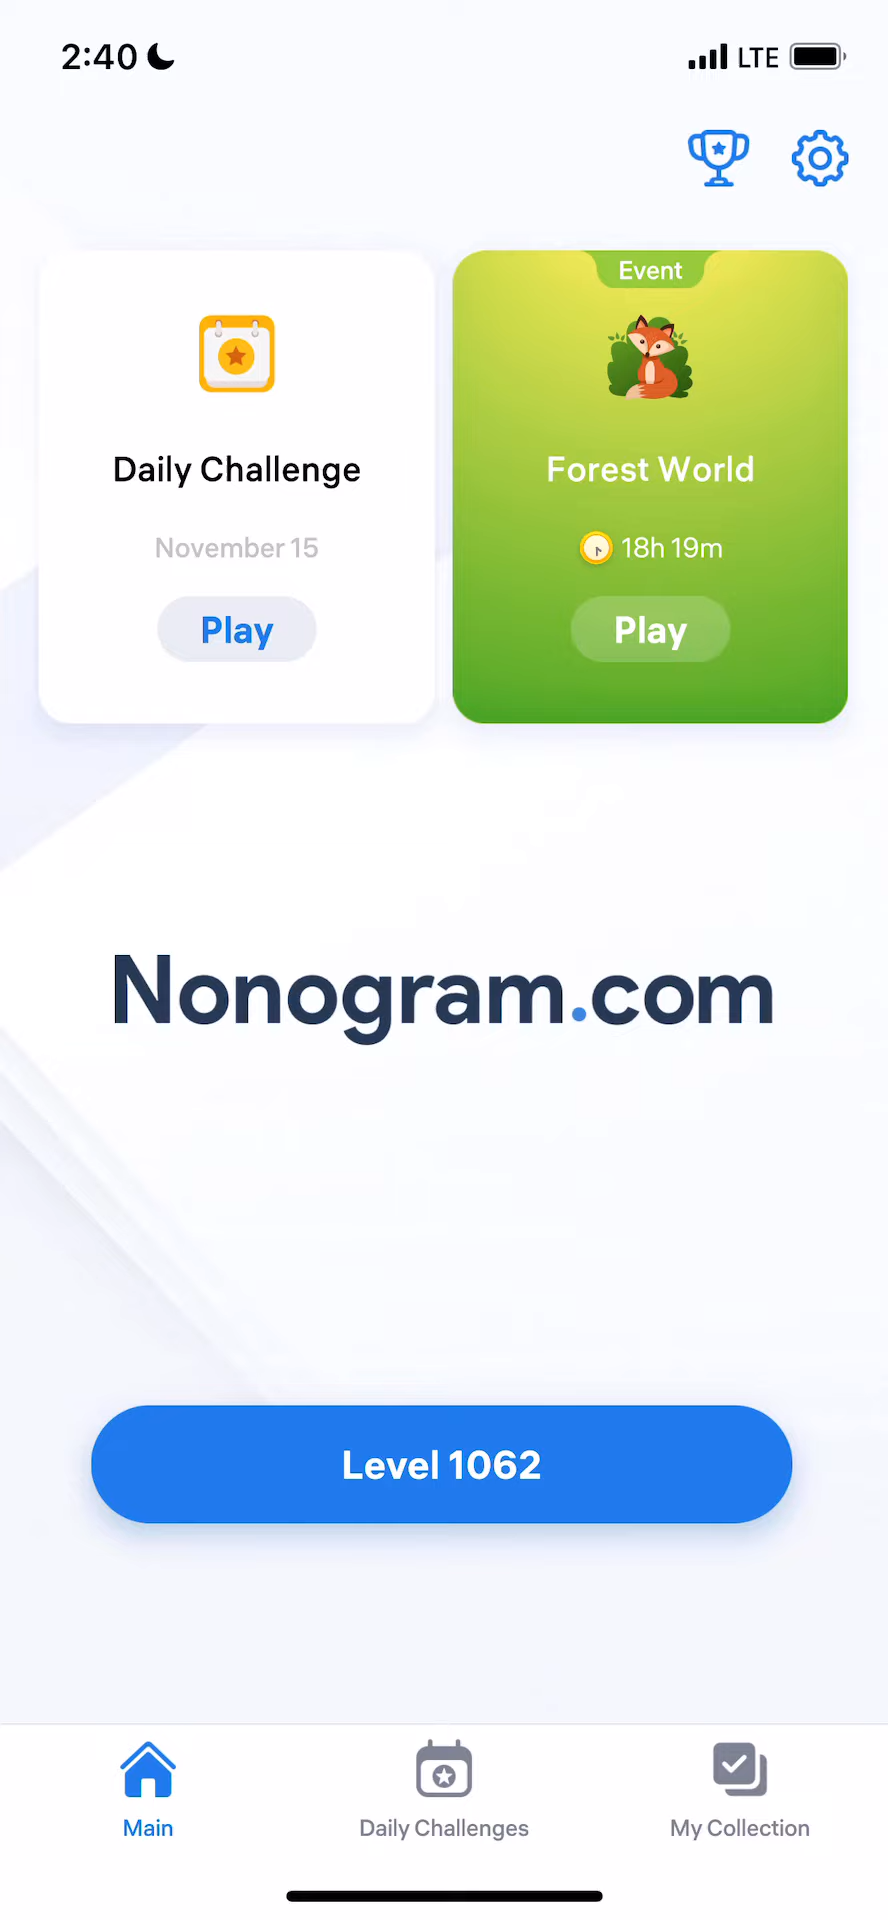 2:40
LTE
Daily Challenge
November 15
Play
Event
Forest World
18h 19m
Play
Nonogram.com
Level 1062
Main
Daily Challenges
My Collection